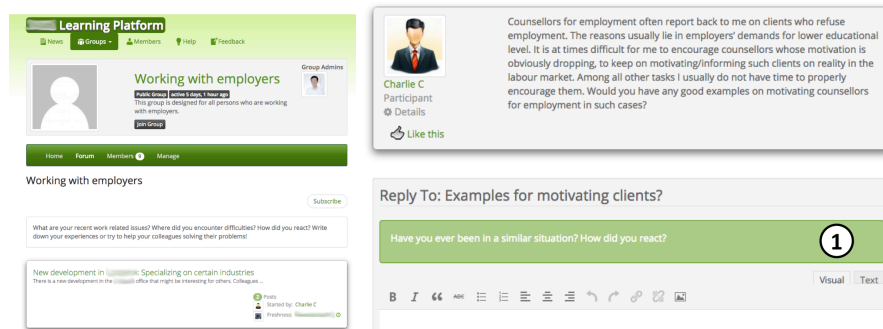 Learning Platform
News Groups Members Help Feedback
Working with employers
Public Group active 5 days, 1 hour ago
This group is designed for all persons who are working
with employers.
Join Group
Group Admins
Home Forum Members 9 Manage
Working with employers
Subscribe
What are your recent work related issues? Where did you encounter difficulties? How did you react? Write
down your experiences or try to help your colleagues solving their problems!
New development in : Specializing on certain industries
There is a new development in the office that might be interesting for others. Colleagues ...
Posts
Started by: Charlie C
Freshness:
Counsellors for employment often report back to me on clients who refuse
employment. The reasons usually lie in employers' demands for lower educational
level. It is at times difficult for me to encourage counsellors whose motivation is
obviously dropping, to keep on motivating/informing such clients on reality in the
labour market. Among all other tasks I usually do not have time to properly
encourage them. Would you have any good examples on motivating counsellors
for employment in such cases?
Charlie C
Participant
Details
Like this
Reply To: Examples for motivating clients?
Have you ever been in a similar situation? How did you react?
1
Visual Text
B I “ ABC